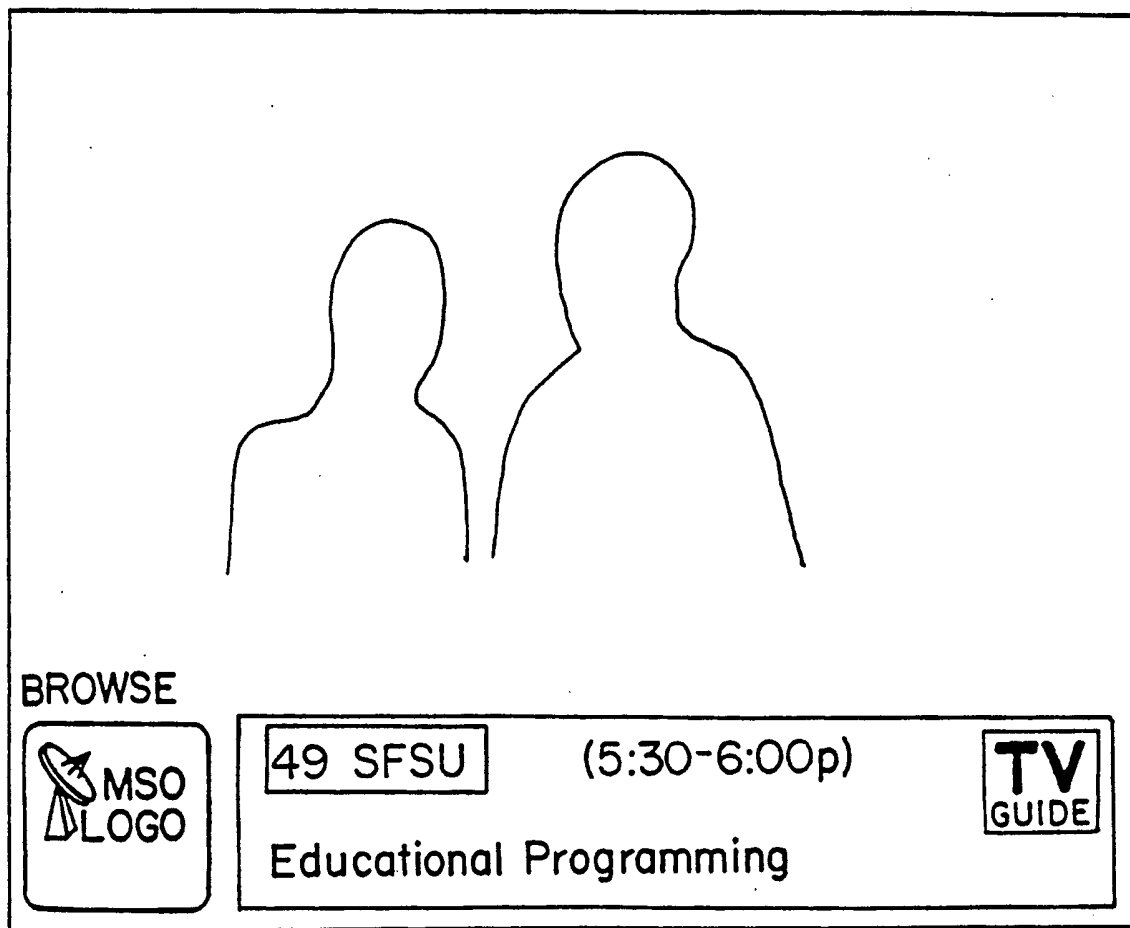 BROWSE
MSO
LOGO
49 SFSU (5:30-6:00p)
Educational Programming
TV
GUIDE